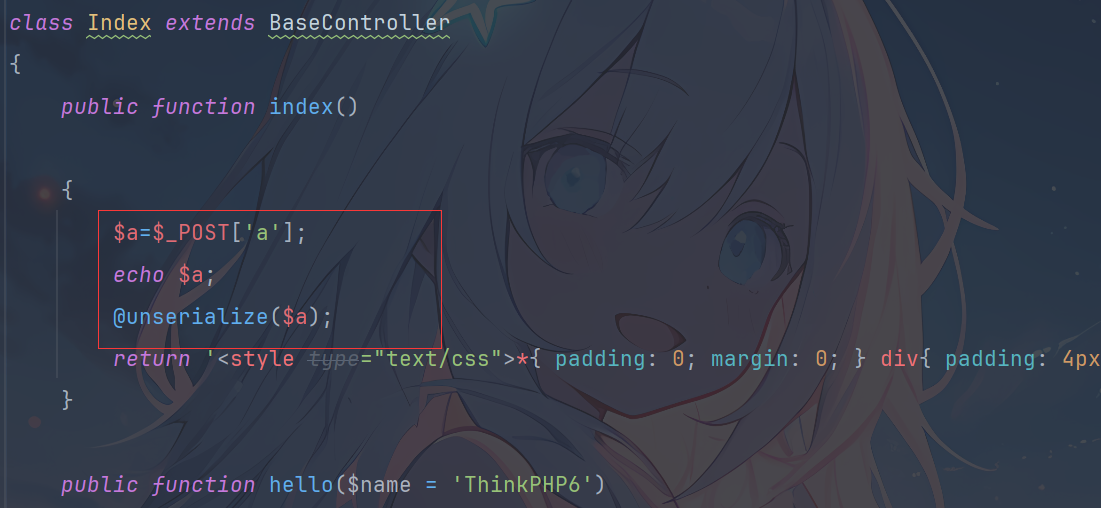 class Index extends BaseController
{
public function index()
{
$a=$_POST['a'];
echo $a;
@unserialize($a);
return '<style type="text/css">*{ padding: 0; margin: 0; } div{ padding: 4px
}
public function hello($name = 'ThinkPHP6')